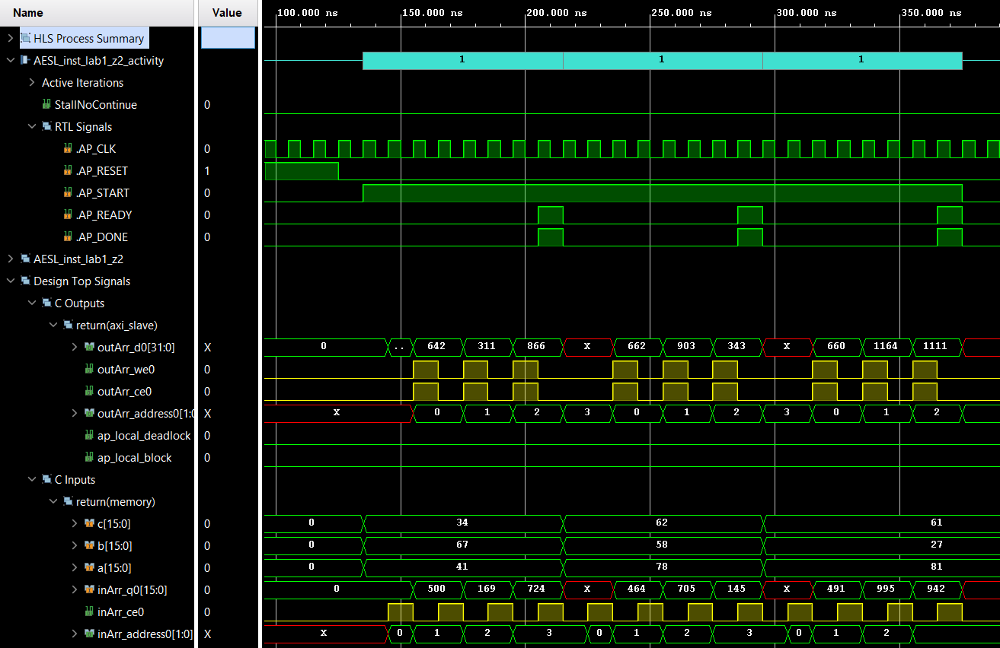 Name Value 100.000 ns 150.000 ns 200.000 ns 250.000 ns 300.000 ns 350.000 ns
HLS Process Summary
AESL_inst_lab1_z2_activity 1 1 1
Active Iterations
StallNoContinue 0
RTL Signals
.AP_CLK 0
.AP_RESET 1
.AP_START 0
.AP_READY 0
.AP_DONE 0
AESL_inst_lab1_z2
Design Top Signals
C Outputs
return(axi_slave)
outArr_d0[31:0] X 0 .. 642 311 866 X 662 903 343 X 660 1164 1111
outArr_we0 0
outArr_ce0 0
outArr_address0[1:0 X X 0 1 2 3 0 1 2 3 0 1 2
ap_local_deadlock 0
ap_local_block 0
C Inputs
return(memory)
c[15:0] 0 0 34 62 61
b[15:0] 0 0 67 58 27
a[15:0] 0 0 41 78 81
inArr_q0[15:0] 0 0 500 169 724 X 464 705 145 X 491 995 942
inArr_ce0 0
inArr_address0[1:0] X X 0 1 2 3 0 1 2 3 0 1 2